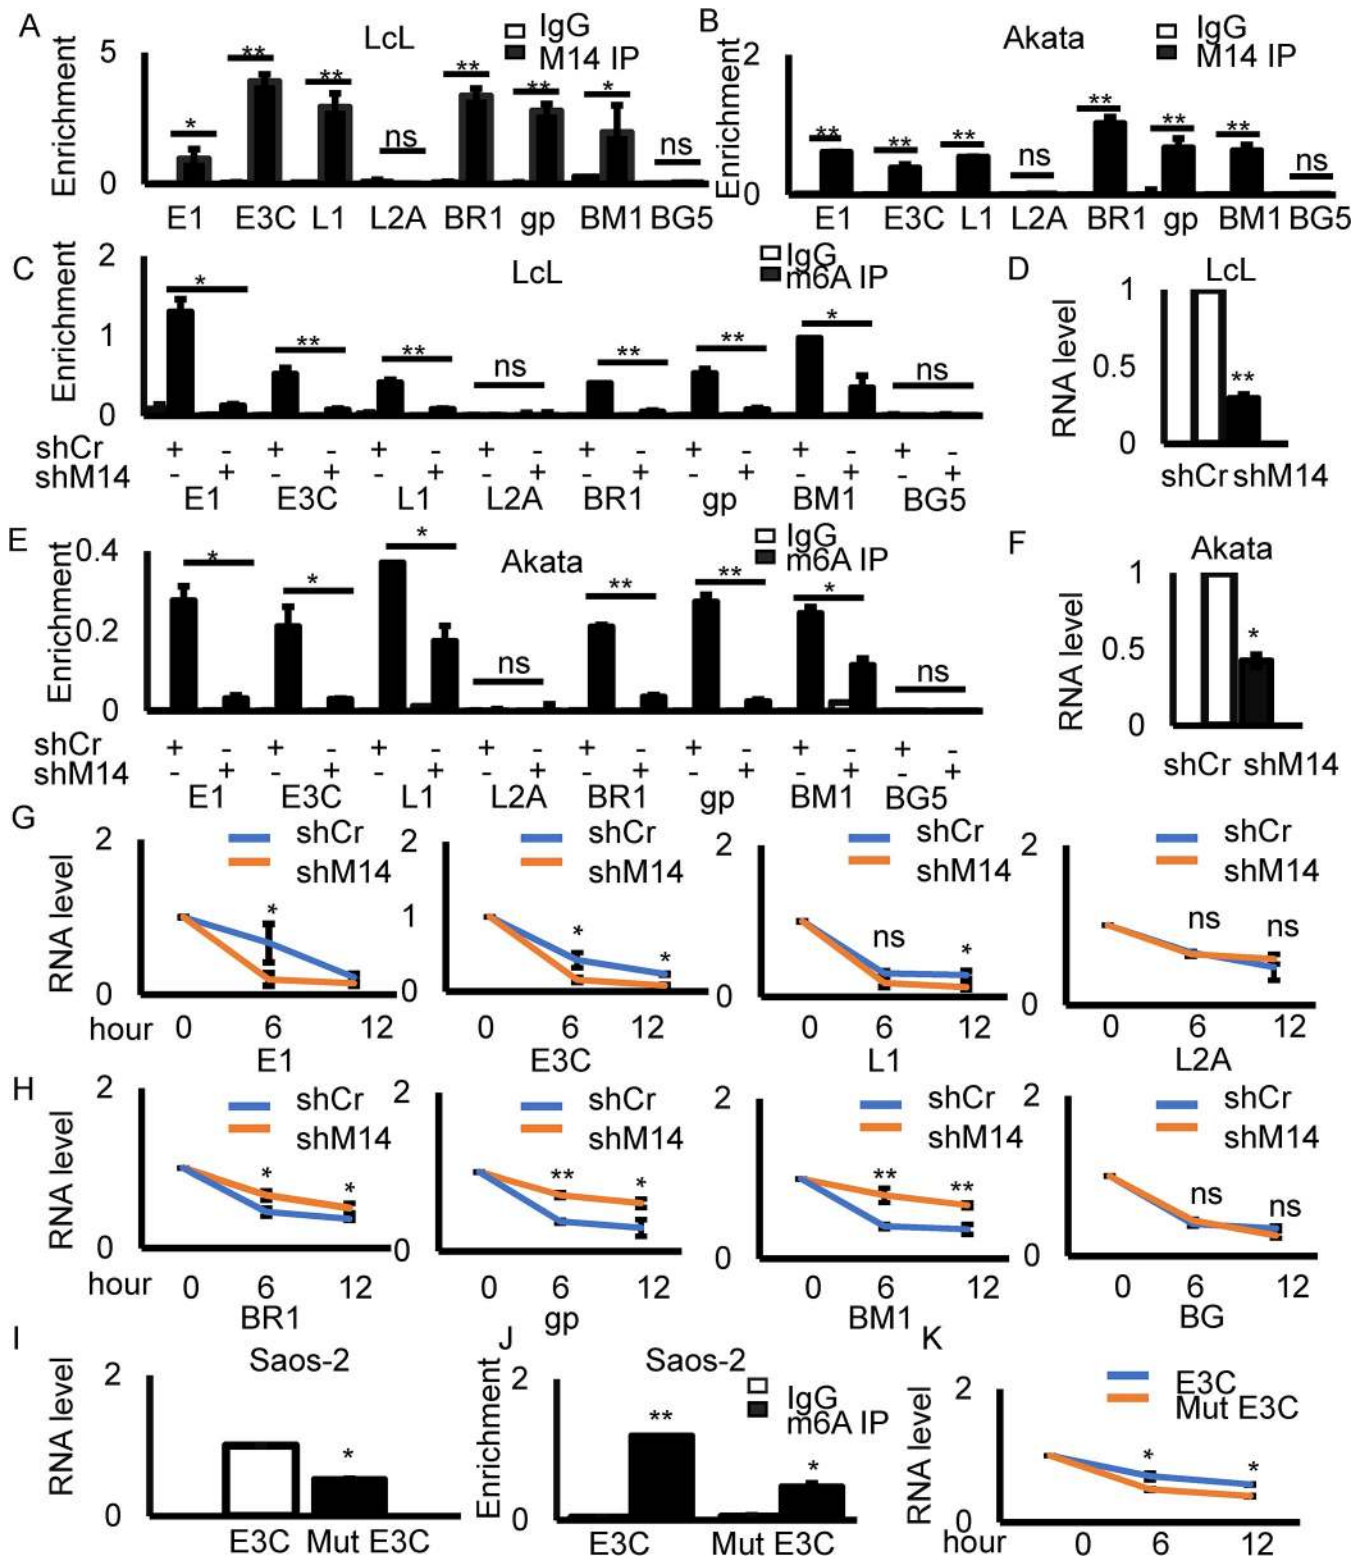 A
LcL
IgG
M14 IP
Enrichment
5
0
* ** ** ns ** ** * ns
E1 E3C L1 L2A BR1 gp BM1 BG5
B
Akata
IgG
M14 IP
Enrichment
2
0
** ** ** ns ** ** ** ns
E1 E3C L1 L2A BR1 gp BM1 BG5
C
LcL
IgG
m6A IP
Enrichment
2
1
0
* ** ** ns ** ** * ns
shCr + - + - + - + - + - + - + - + -
shM14 - + - + - + - + - + - + - + - +
E1 E3C L1 L2A BR1 gp BM1 BG5
D
LcL
RNA level
1
0.5
0
**
shCr shM14
E
Akata
IgG
m6A IP
Enrichment
0.4
0.2
0
* * * ns ** ** * ns
shCr + - + - + - + - + - + - + - + -
shM14 - + - + - + - + - + - + - + - +
E1 E3C L1 L2A BR1 gp BM1 BG5
F
Akata
RNA level
1
0.5
0
*
shCr shM14
G
RNA level
2
1
0
shCr
shM14
*
hour 0 6 12
E1
2
1
0
shCr
shM14
* *
0 6 12
E3C
2
0
shCr
shM14
ns *
0 6 12
L1
2
0
shCr
shM14
ns ns
0 6 12
L2A
H
RNA level
2
1
0
shCr
shM14
* *
hour 0 6 12
BR1
2
1
0
shCr
shM14
** *
0 6 12
gp
2
1
0
shCr
shM14
** **
0 6 12
BM1
2
1
0
shCr
shM14
ns ns
0 6 12
BG
I
Saos-2
RNA level
2
0
*
E3C Mut E3C
J
Saos-2
IgG
m6A IP
Enrichment
2
0
** *
E3C Mut E3C
K
E3C
Mut E3C
RNA level
2
1
0
* *
hour 0 6 12